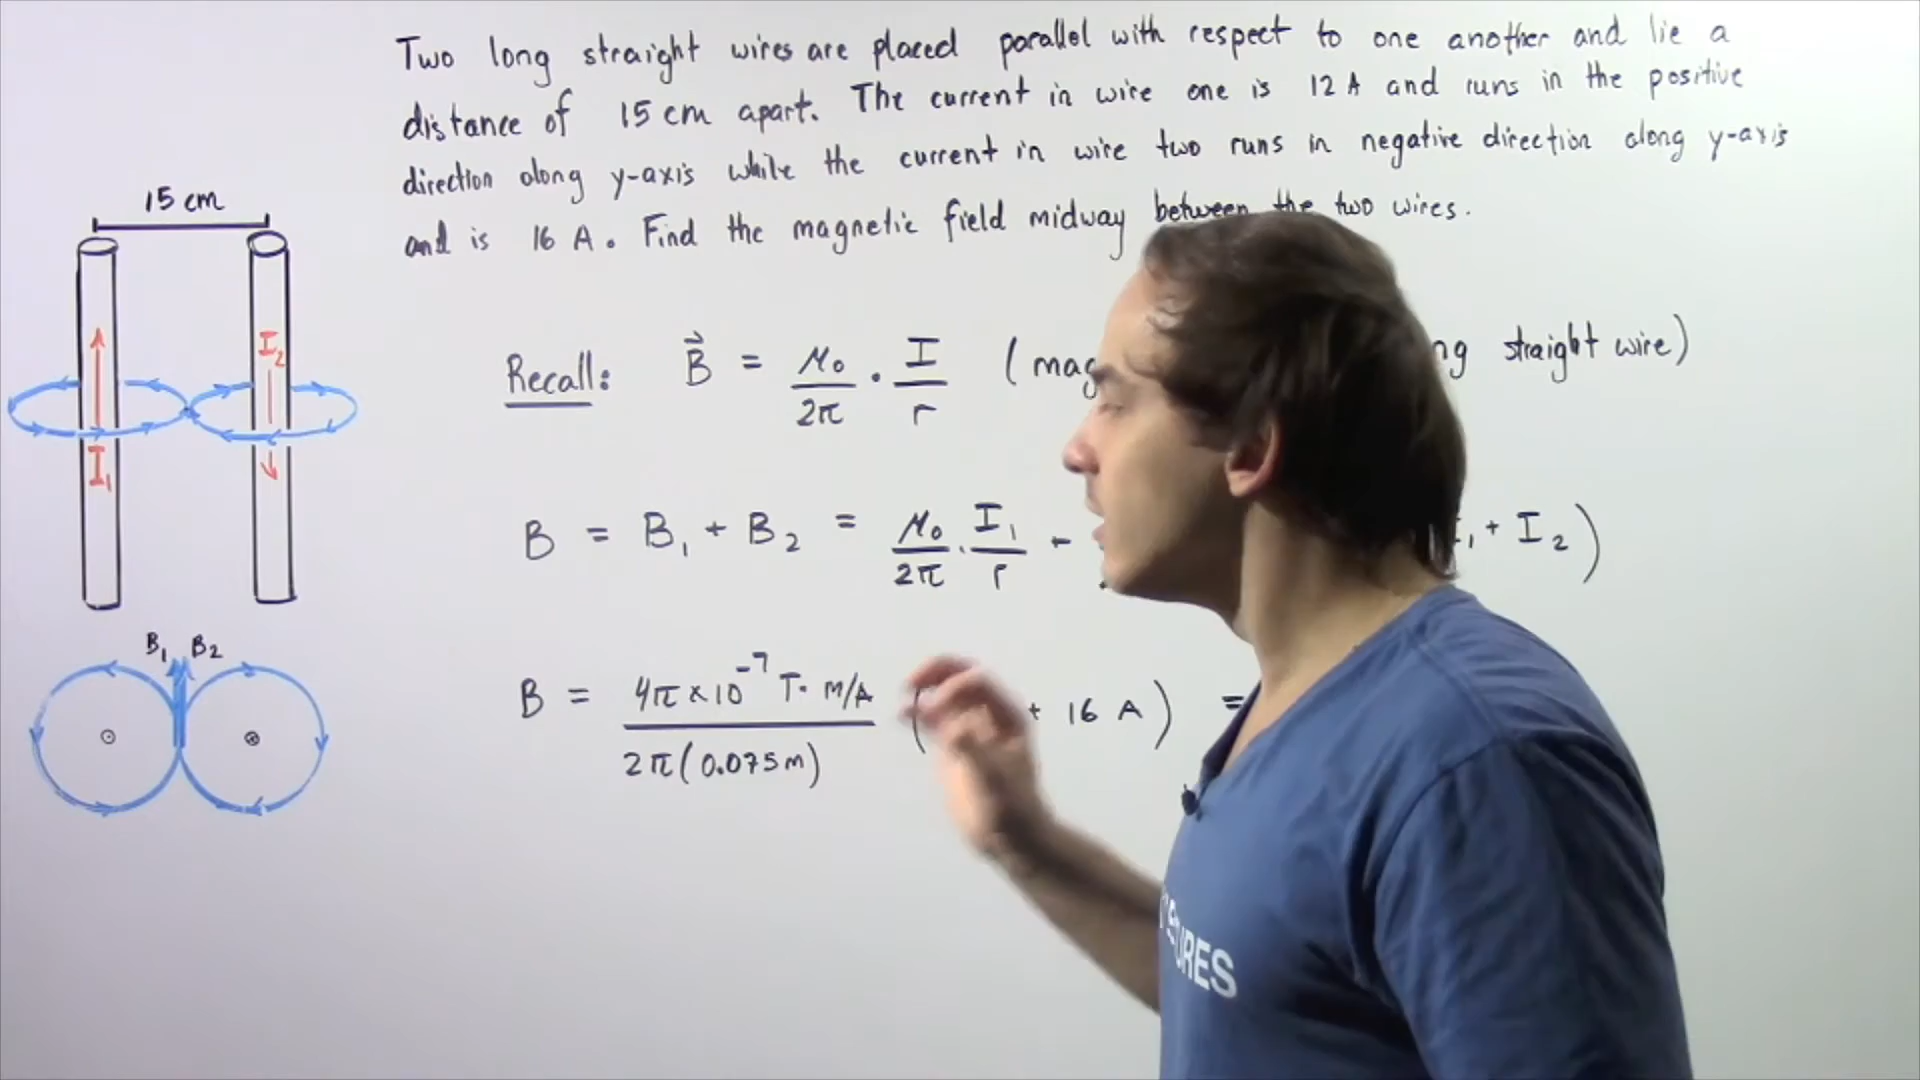 Two long straight wires are placed parallel with respect to one another and lie a
distance of 15 cm apart. The current in wire one is 12 A and runs in the positive
direction along y-axis while the current in wire two runs in negative direction along y-axis
and is 16 A. Find the magnetic field midway between the two wires.
15 cm
I₂
I₁
B₁ B₂
Recall: B⃗ = μ₀/2π · I/r (mag straight wire)
B = B₁ + B₂ = μ₀/2π · I₁/r + I₂)
B = 4π×10⁻⁷ T·m/A / 2π(0.075m) ( + 16 A) =